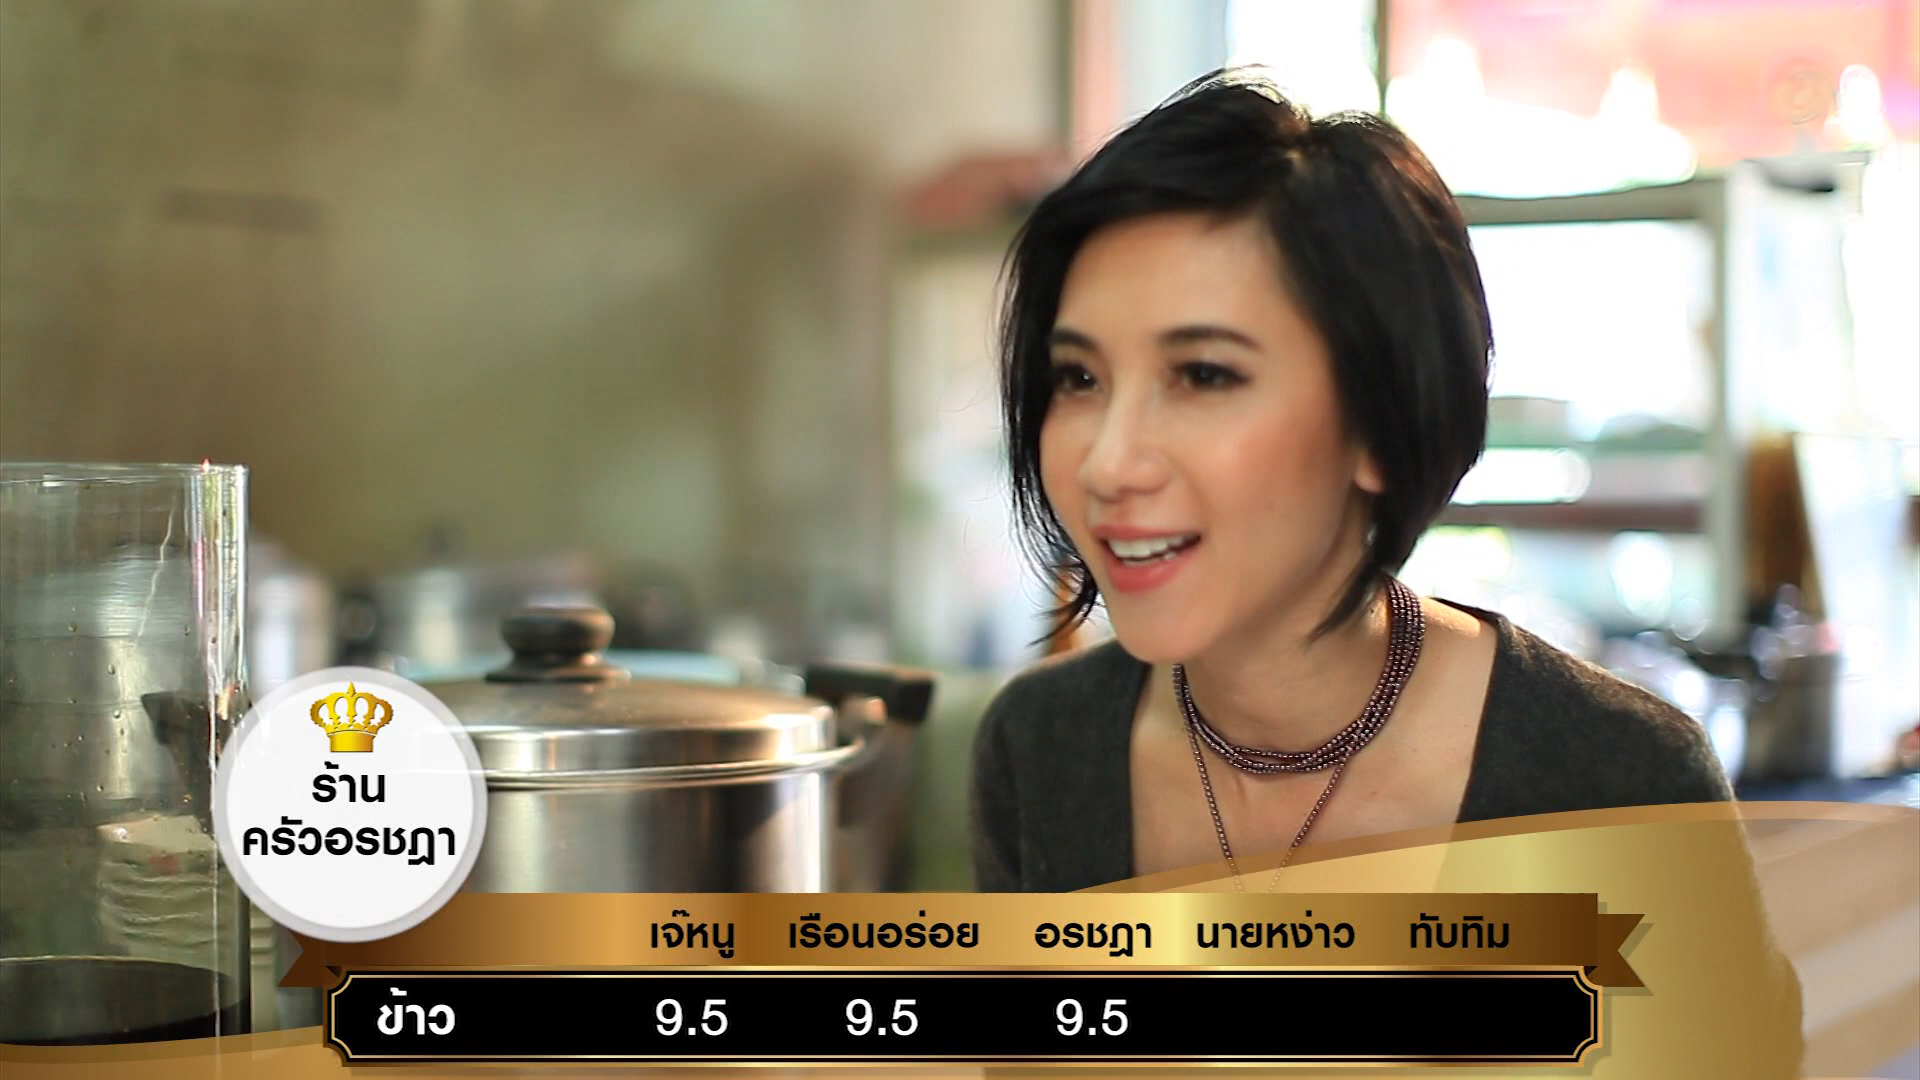 ร้าน
ครัวอรชฎา
เจ๊หนู เรือนอร่อย อรชฎา นายหง่าว ทับทิม
ข้าว 9.5 9.5 9.5